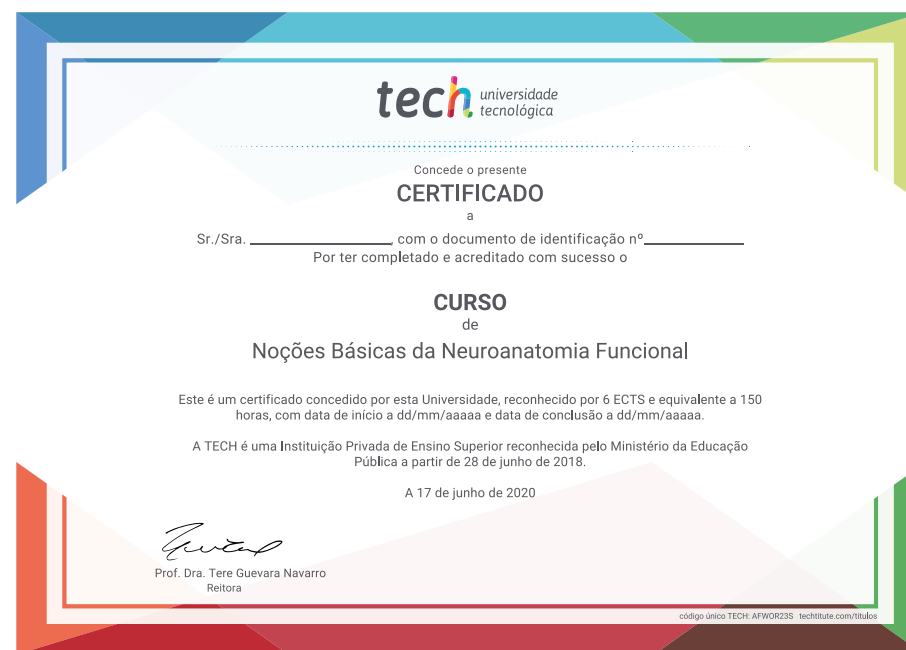 tech universidade
tecnológica
Concede o presente
CERTIFICADO
a
Sr./Sra. ____________, com o documento de identificação nº____________
Por ter completado e acreditado com sucesso o
CURSO
de
Noções Básicas da Neuroanatomia Funcional
Este é um certificado concedido por esta Universidade, reconhecido por 6 ECTS e equivalente a 150
horas, com data de início a dd/mm/aaaaa e data de conclusão a dd/mm/aaaaa.
A TECH é uma Instituição Privada de Ensino Superior reconhecida pelo Ministério da Educação
Pública a partir de 28 de junho de 2018.
A 17 de junho de 2020
Prof. Dra. Tere Guevara Navarro
Reitora
código único TECH: AFWOR23S techtitute.com/titulos